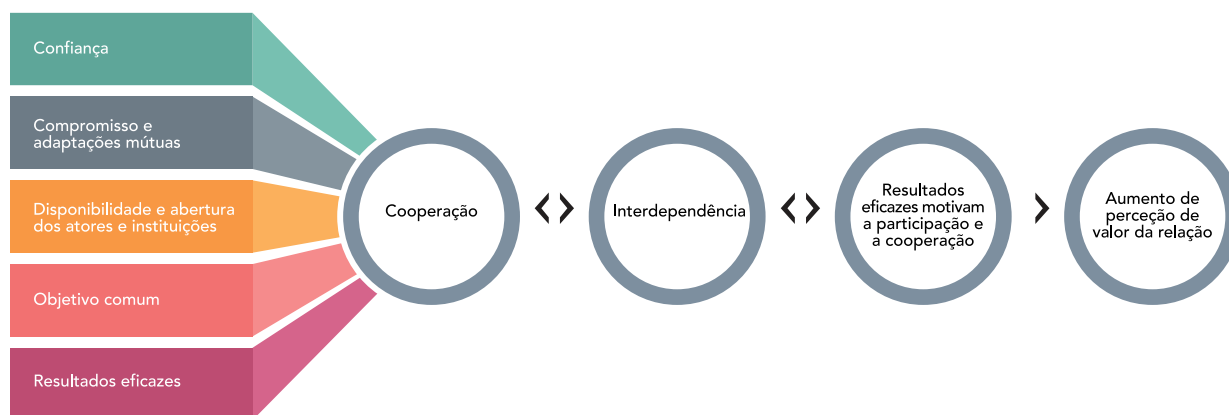 Confiança
Compromisso e
adaptações mútuas
Disponibilidade e abertura
dos atores e instituições
Objetivo comum
Resultados eficazes
Cooperação
Interdependência
Resultados
eficazes motivam
a participação e
a cooperação
Aumento de
perceção de
valor da relação